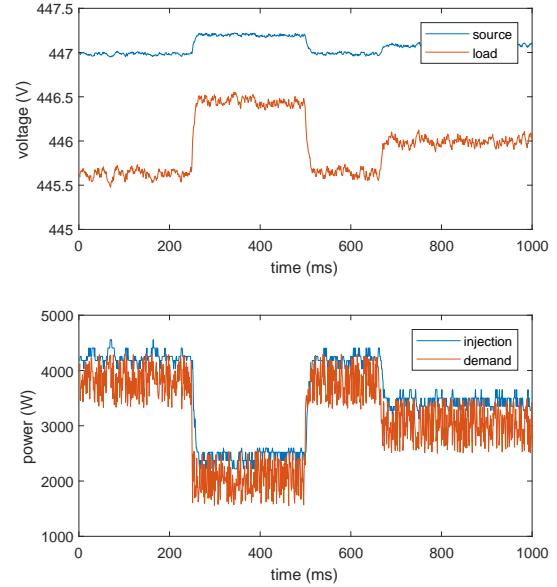 447.5
447
446.5
446
445.5
445
voltage (V)
source
load
0 200 400 600 800 1000
time (ms)
5000
4000
3000
2000
1000
power (W)
injection
demand
0 200 400 600 800 1000
time (ms)